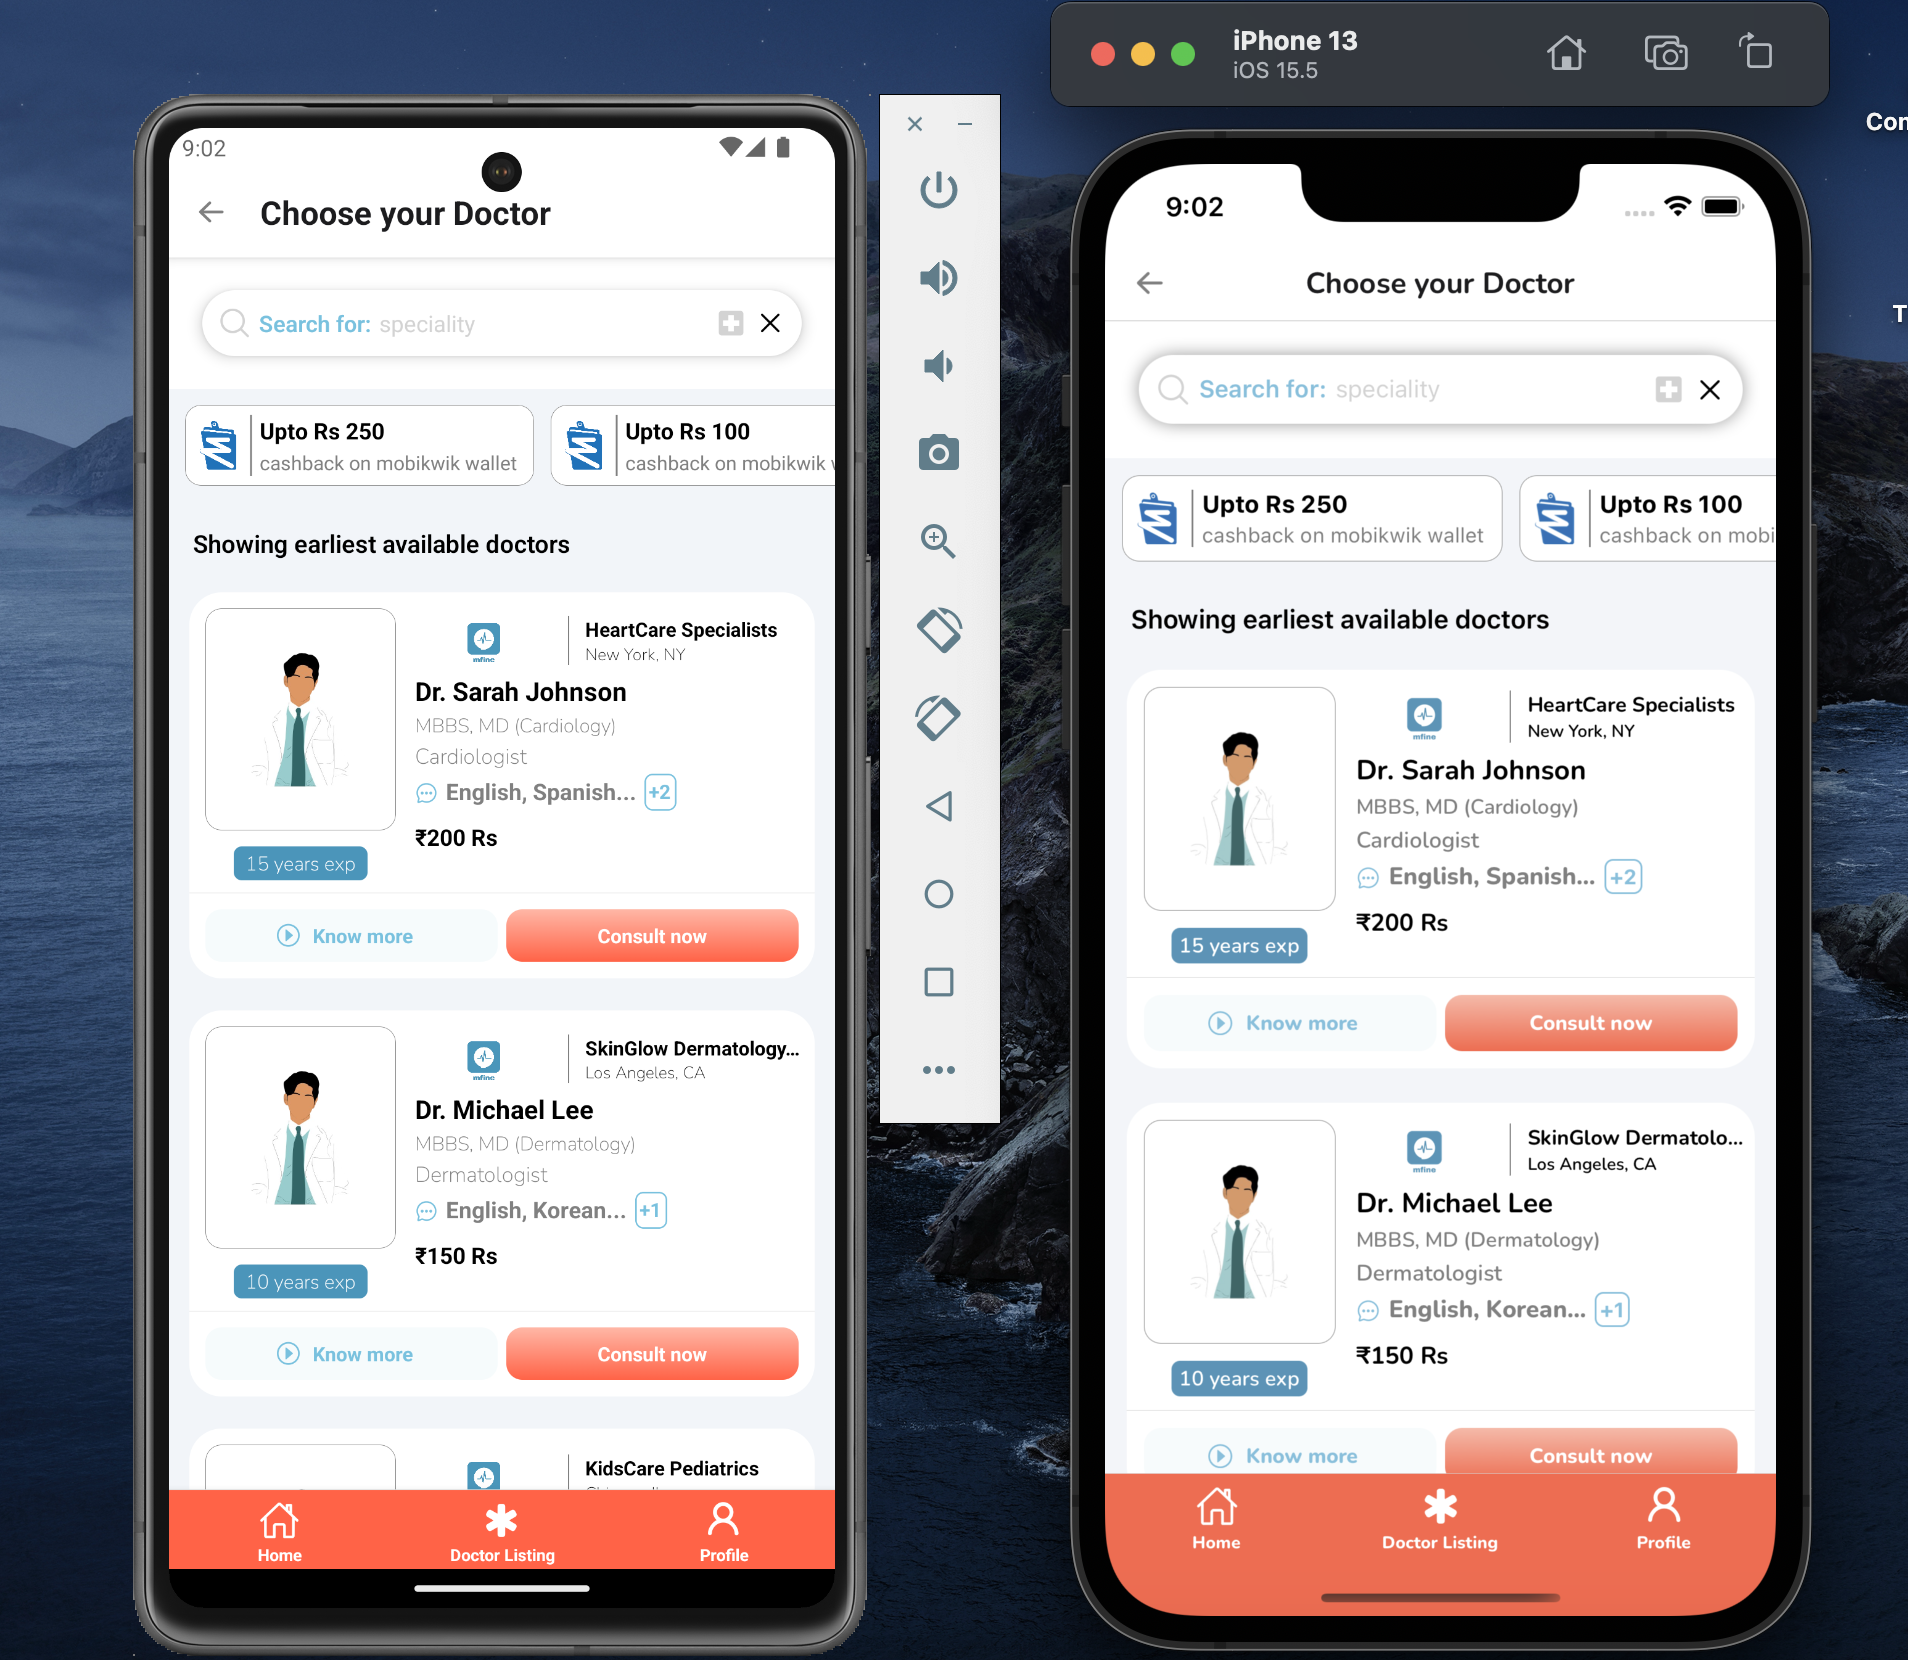 9:02
Choose your Doctor
Search for: speciality
Upto Rs 250
cashback on mobikwik wallet
Upto Rs 100
cashback on mobikwik
Showing earliest available doctors
mfine
HeartCare Specialists
New York, NY
Dr. Sarah Johnson
MBBS, MD (Cardiology)
Cardiologist
English, Spanish... +2
₹200 Rs
15 years exp
Know more
Consult now
mfine
SkinGlow Dermatology...
Los Angeles, CA
Dr. Michael Lee
MBBS, MD (Dermatology)
Dermatologist
English, Korean... +1
₹150 Rs
10 years exp
Know more
Consult now
KidsCare Pediatrics
Home
Doctor Listing
Profile
iPhone 13
iOS 15.5
Con
T
9:02
Choose your Doctor
Search for: speciality
Upto Rs 250
cashback on mobikwik wallet
Upto Rs 100
cashback on mobi
Showing earliest available doctors
mfine
HeartCare Specialists
New York, NY
Dr. Sarah Johnson
MBBS, MD (Cardiology)
Cardiologist
English, Spanish... +2
₹200 Rs
15 years exp
Know more
Consult now
mfine
SkinGlow Dermatolo...
Los Angeles, CA
Dr. Michael Lee
MBBS, MD (Dermatology)
Dermatologist
English, Korean... +1
₹150 Rs
10 years exp
Know more
Consult now
Home
Doctor Listing
Profile